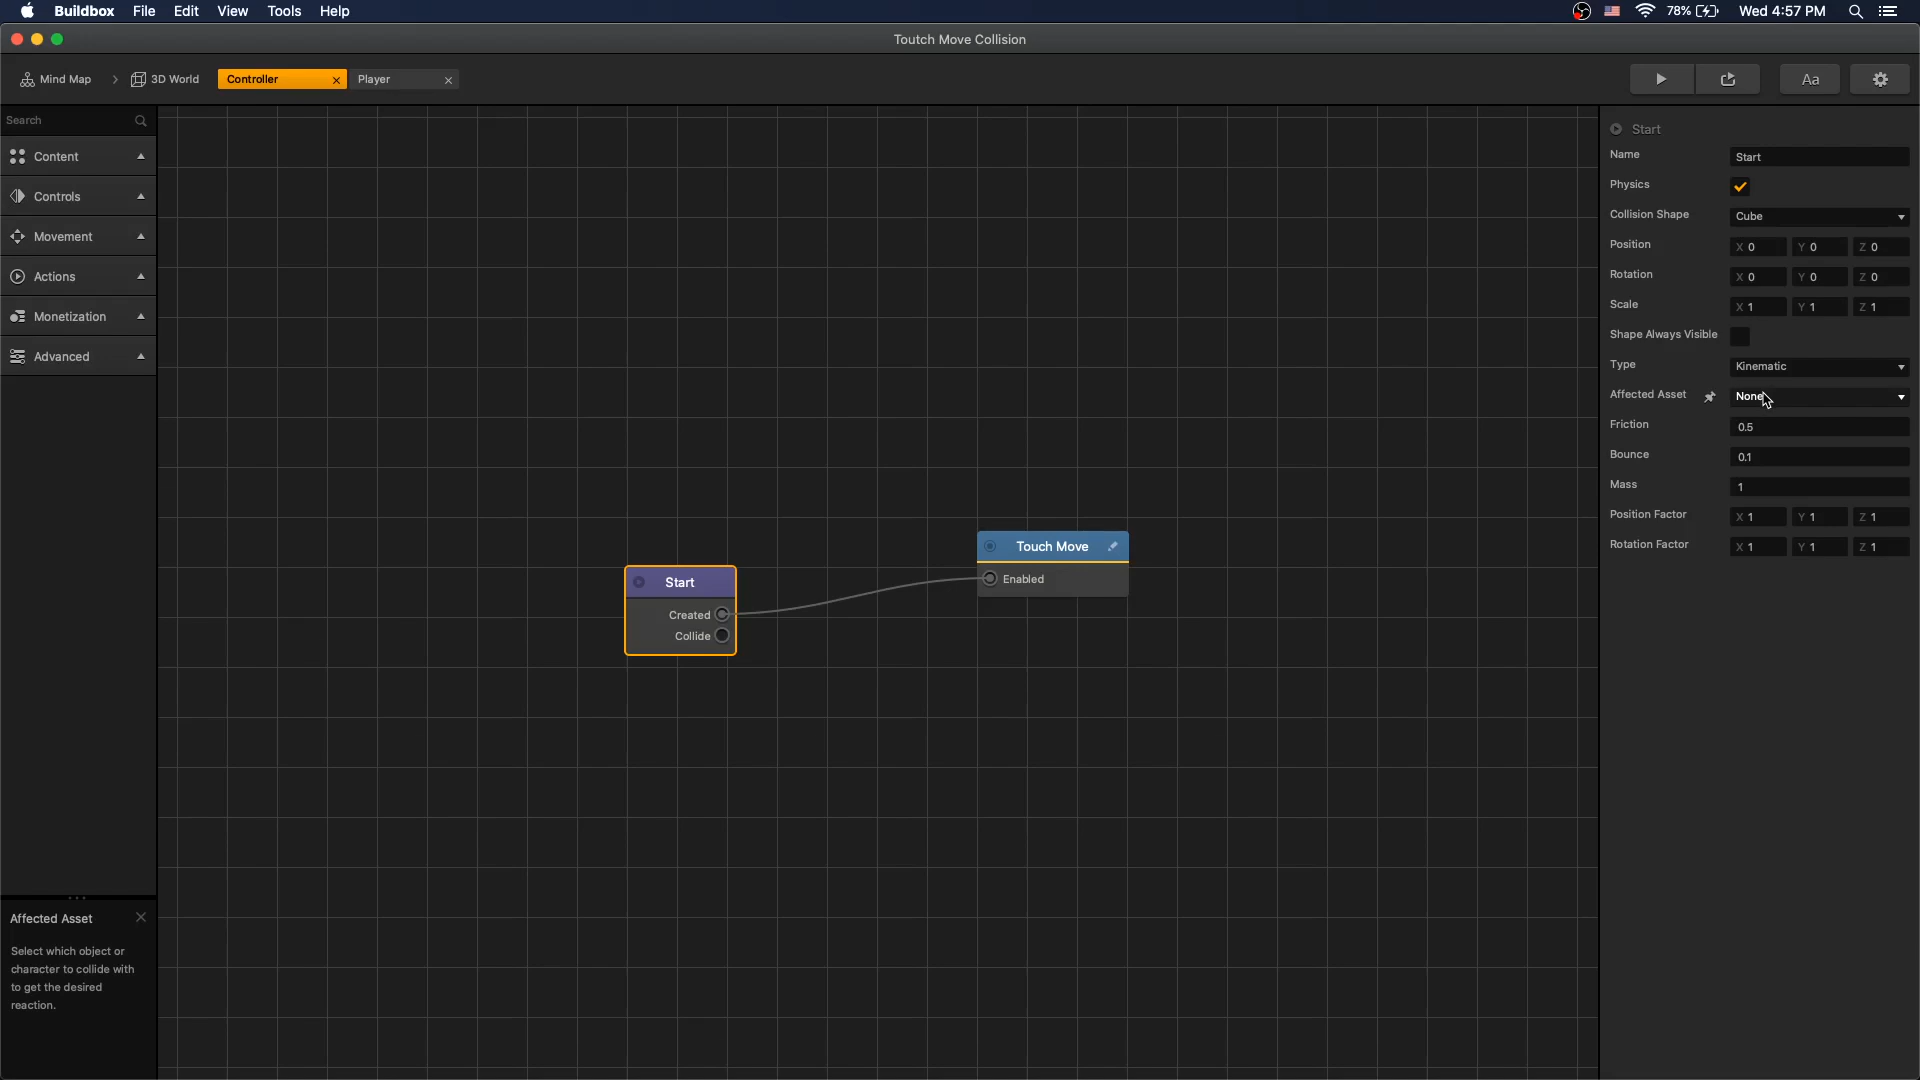 Buildbox File Edit View Tools Help
78% Wed 4:57 PM
Toutch Move Collision
Mind Map 3D World Controller Player
Aa
Search
Content
Controls
Movement
Actions
Monetization
Advanced
Affected Asset
Select which object or
character to collide with
to get the desired
reaction.
Start
Created
Collide
Touch Move
Enabled
Start
Name Start
Physics
Collision Shape Cube
Position X 0 Y 0 Z 0
Rotation X 0 Y 0 Z 0
Scale X 1 Y 1 Z 1
Shape Always Visible
Type Kinematic
Affected Asset None
Friction 0.5
Bounce 0.1
Mass 1
Position Factor X 1 Y 1 Z 1
Rotation Factor X 1 Y 1 Z 1